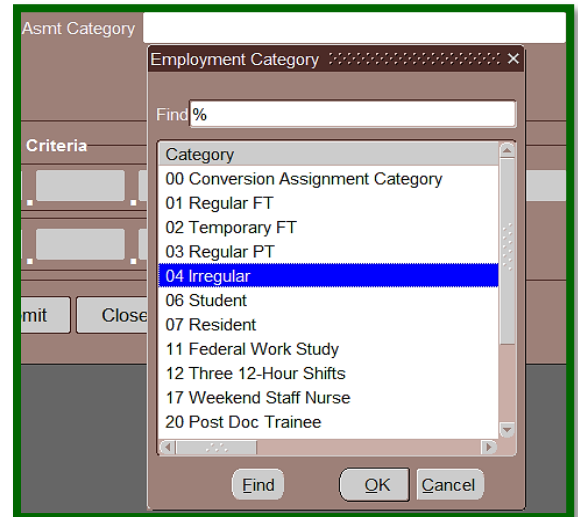 Asmt Category
Employment Category
Find %
Criteria
Category
00 Conversion Assignment Category
01 Regular FT
02 Temporary FT
03 Regular PT
04 Irregular
06 Student
07 Resident
11 Federal Work Study
12 Three 12-Hour Shifts
17 Weekend Staff Nurse
20 Post Doc Trainee
mit Close
Find OK Cancel